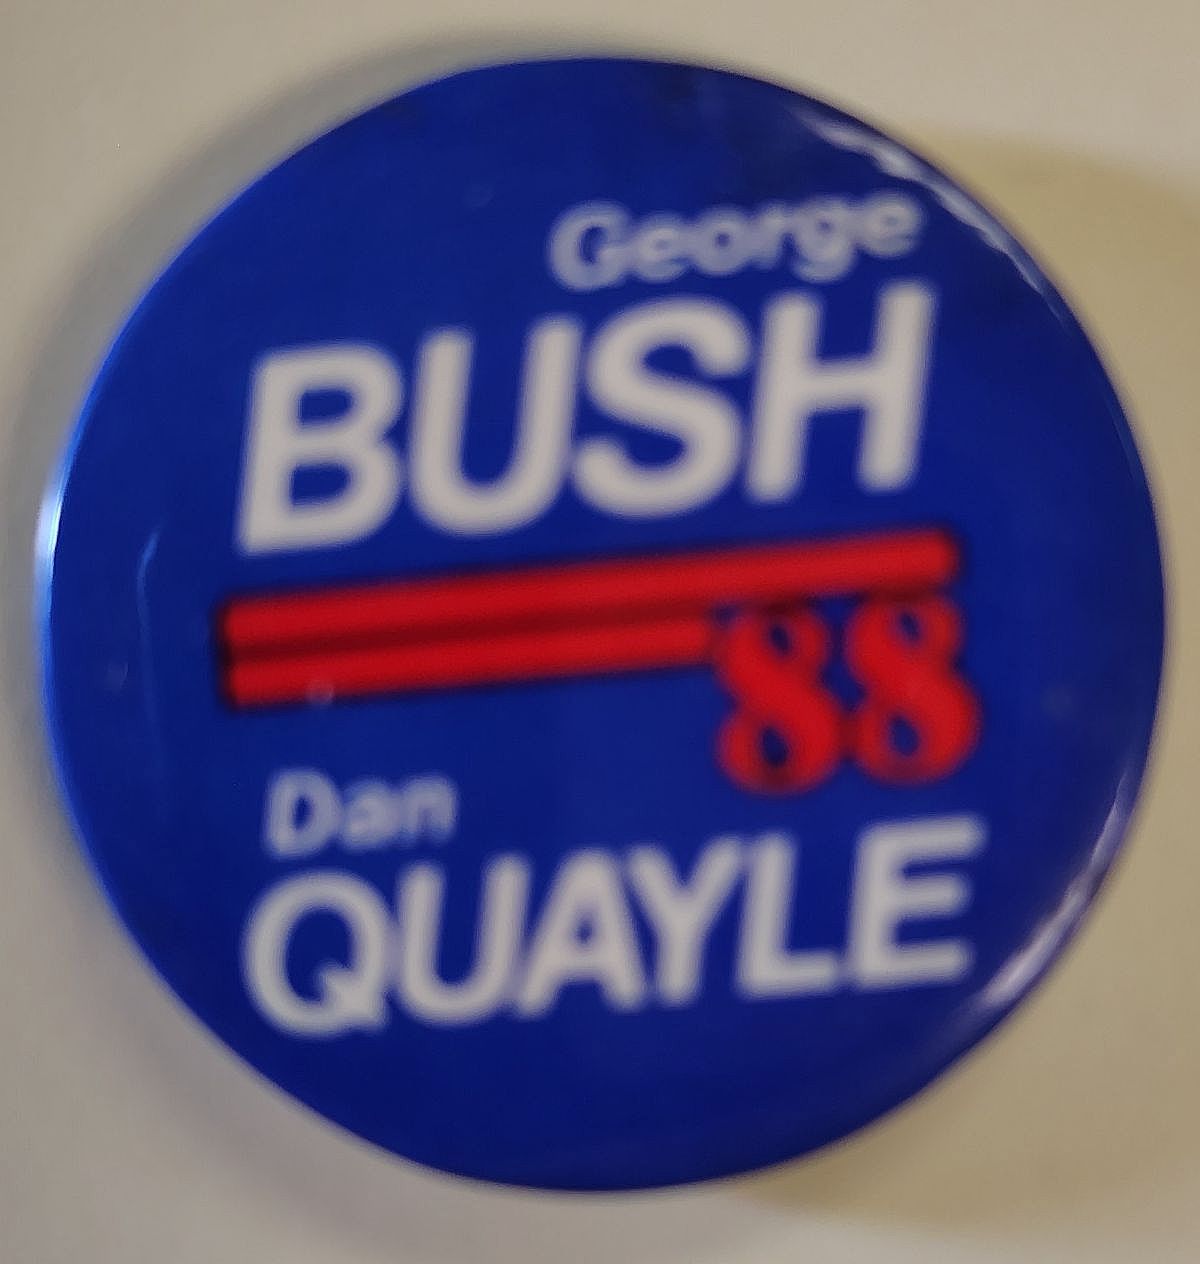 George
BUSH
88
Dan
QUAYLE